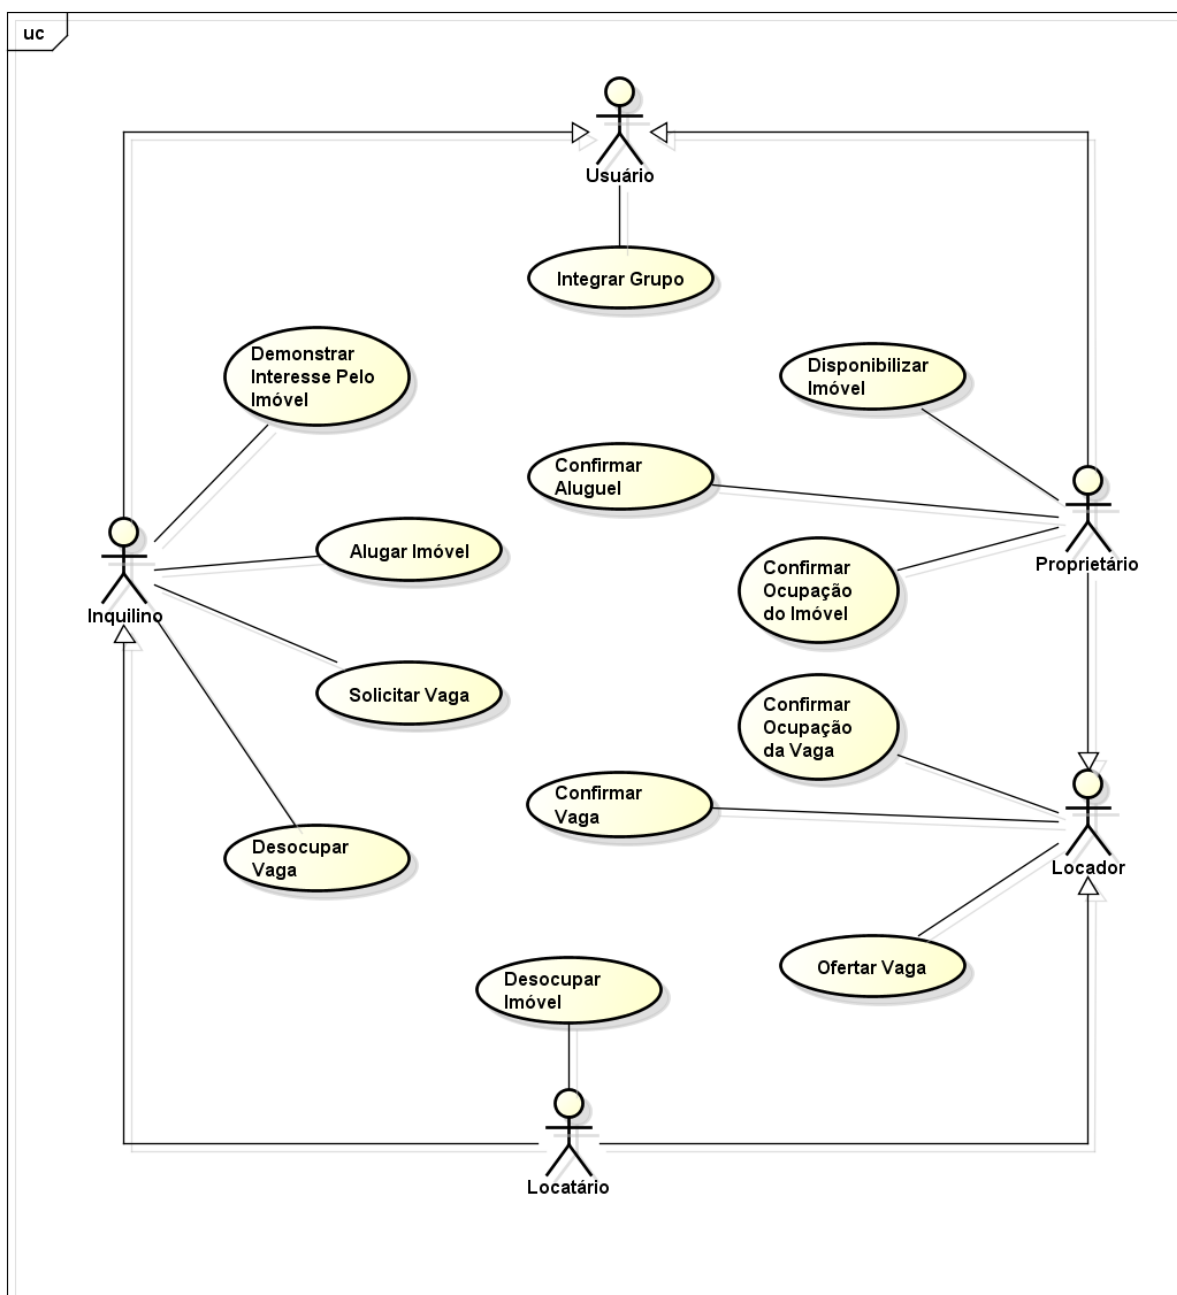 uc
Usuário
Integrar Grupo
Demonstrar
Interesse Pelo
Imóvel
Disponibilizar
Imóvel
Confirmar
Aluguel
Alugar Imóvel
Confirmar
Ocupação
do Imóvel
Proprietário
Inquilino
Solicitar Vaga
Confirmar
Ocupação
da Vaga
Confirmar
Vaga
Desocupar
Vaga
Locador
Ofertar Vaga
Desocupar
Imóvel
Locatário